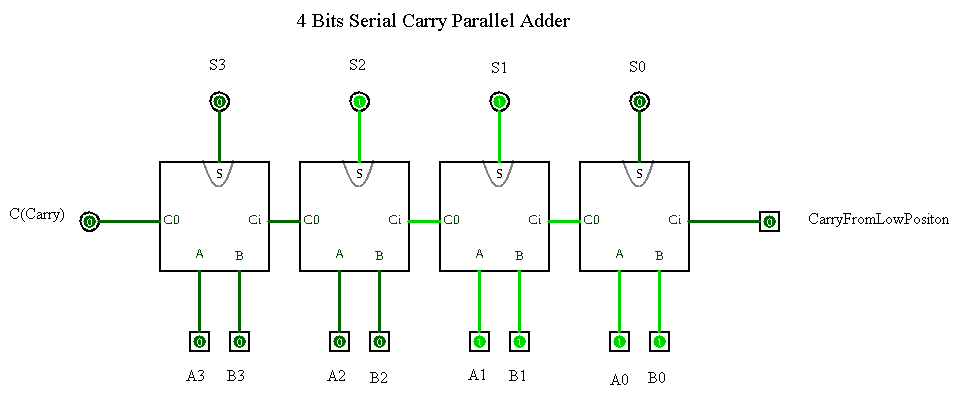 4 Bits Serial Carry Parallel Adder
S3 S2 S1 S0
0 1 1 0
S S S S
C(Carry) 0 C0 Ci C0 Ci C0 Ci C0 Ci 0 CarryFromLowPositon
A B A B A B A B
0 0 0 0 1 1 1 1
A3 B3 A2 B2 A1 B1 A0 B0